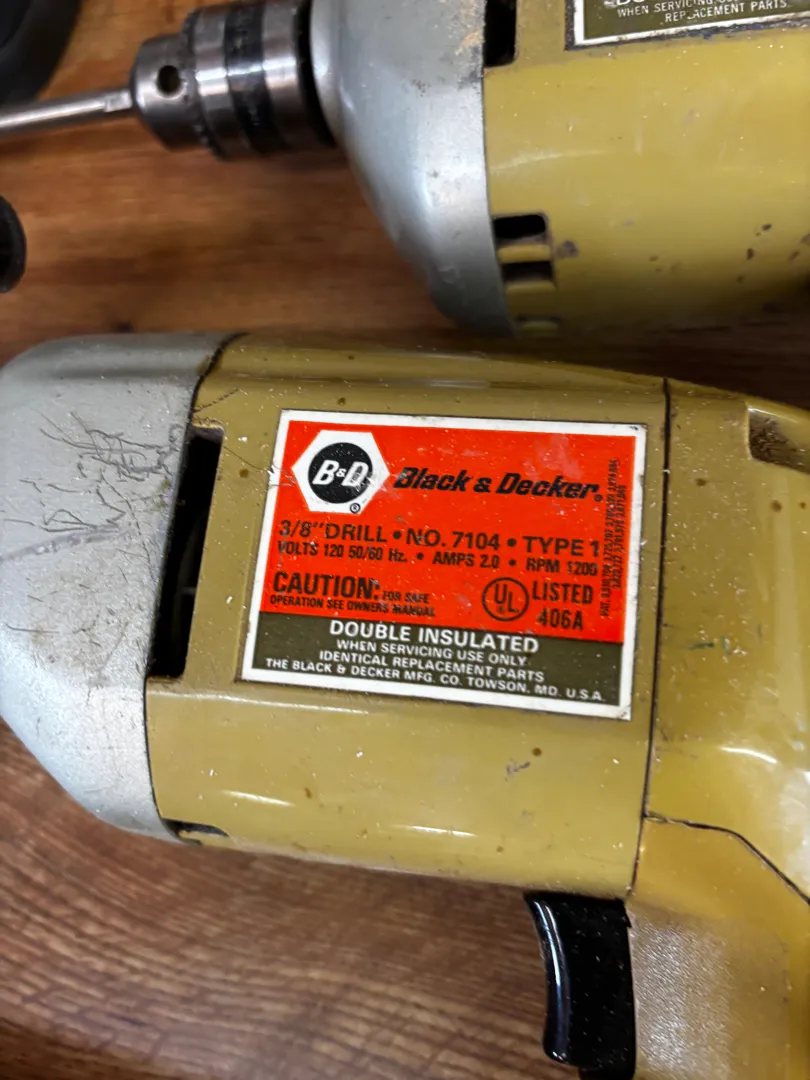 WHEN SERVICING USE
REPLACEMENT PARTS
B&D
Black & Decker®
3/8" DRILL • NO. 7104 • TYPE 1
VOLTS 120 50/60 Hz. • AMPS 2.0 • RPM 1200
CAUTION: FOR SAFE
OPERATION SEE OWNERS MANUAL
UL LISTED
406A
DOUBLE INSULATED
WHEN SERVICING USE ONLY
IDENTICAL REPLACEMENT PARTS
THE BLACK & DECKER MFG. CO. TOWSON, MD. U.S.A.